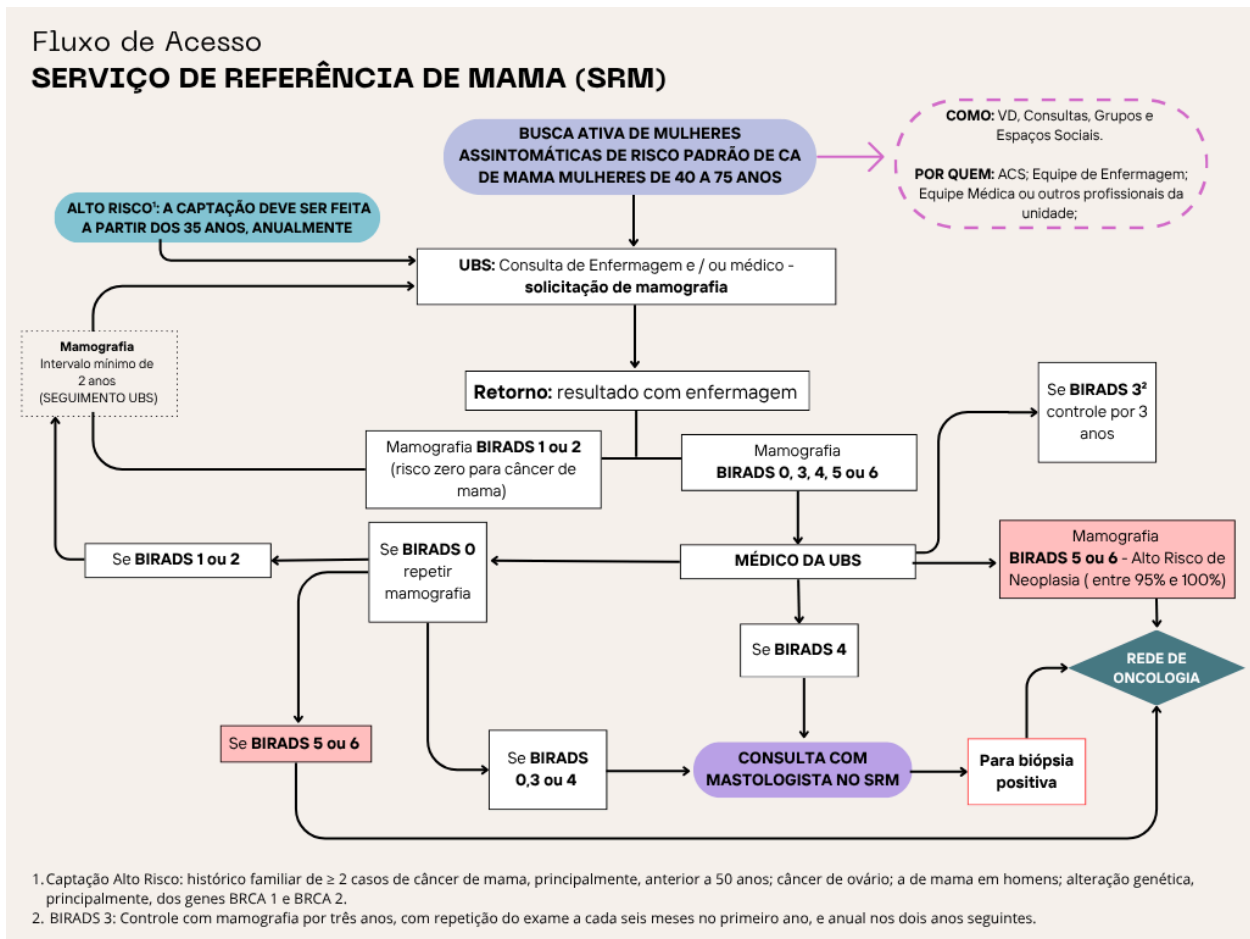 Fluxo de Acesso
SERVIÇO DE REFERÊNCIA DE MAMA (SRM)
BUSCA ATIVA DE MULHERES
ASSINTOMÁTICAS DE RISCO PADRÃO DE CA
DE MAMA MULHERES DE 40 A 75 ANOS
COMO: VD, Consultas, Grupos e
Espaços Sociais.
POR QUEM: ACS; Equipe de Enfermagem;
Equipe Médica ou outros profissionais da
unidade;
ALTO RISCO¹: A CAPTAÇÃO DEVE SER FEITA
A PARTIR DOS 35 ANOS, ANUALMENTE
UBS: Consulta de Enfermagem e / ou médico -
solicitação de mamografia
Mamografia
Intervalo mínimo de
2 anos
(SEGUIMENTO UBS)
Retorno: resultado com enfermagem
Se BIRADS 3²
controle por 3
anos
Mamografia BIRADS 1 ou 2
(risco zero para câncer de
mama)
Mamografia
BIRADS 0, 3, 4, 5 ou 6
Se BIRADS 1 ou 2
Se BIRADS 0
repetir
mamografia
MÉDICO DA UBS
Mamografia
BIRADS 5 ou 6 - Alto Risco de
Neoplasia ( entre 95% e 100%)
Se BIRADS 4
REDE DE
ONCOLOGIA
Se BIRADS 5 ou 6
Se BIRADS
0,3 ou 4
CONSULTA COM
MASTOLOGISTA NO SRM
Para biópsia
positiva
1. Captação Alto Risco: histórico familiar de ≥ 2 casos de câncer de mama, principalmente, anterior a 50 anos; câncer de ovário; a de mama em homens; alteração genética,
principalmente, dos genes BRCA 1 e BRCA 2.
2. BIRADS 3: Controle com mamografia por três anos, com repetição do exame a cada seis meses no primeiro ano, e anual nos dois anos seguintes.